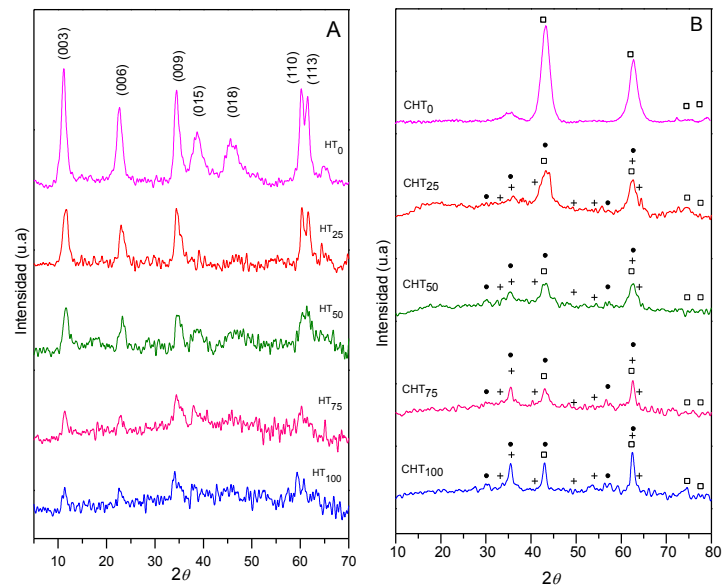 A
(003)
(006)
(009)
(015)
(018)
(110)
(113)
HT0
HT25
HT50
HT75
HT100
Intensidad (u.a)
10 20 30 40 50 60 70
2θ
B
CHT0
CHT25
CHT50
CHT75
CHT100
Intensidad (u.a)
10 20 30 40 50 60 70 80
2θ